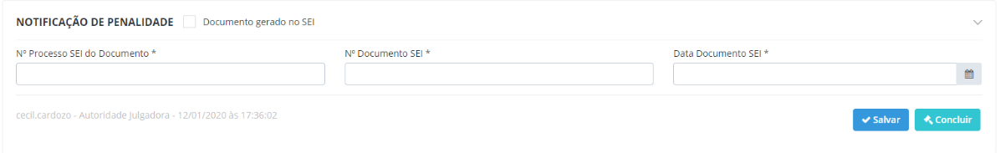 NOTIFICAÇÃO DE PENALIDADE Documento gerado no SEI
Nº Processo SEI do Documento * Nº Documento SEI * Data Documento SEI *
cecil.cardozo - Autoridade Julgadora - 12/01/2020 às 17:36:02 Salvar Concluir